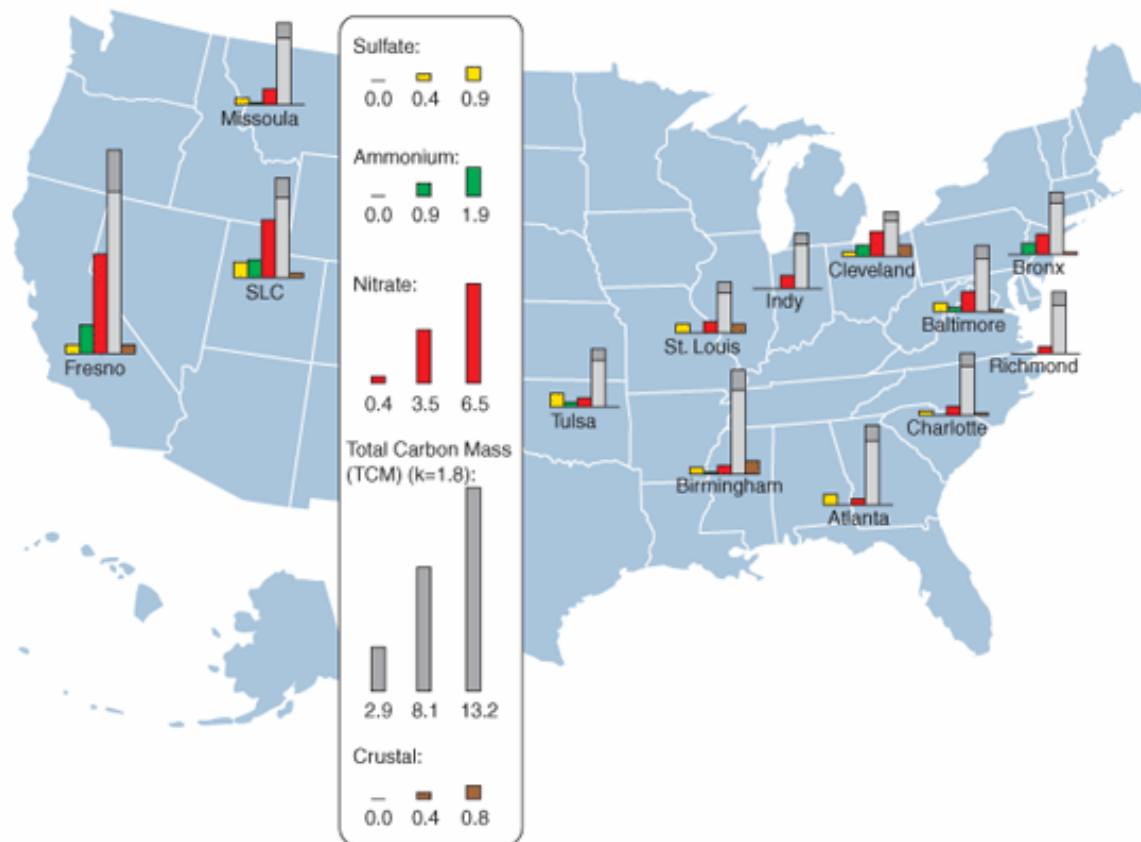 Sulfate:
0.0 0.4 0.9
Ammonium:
0.0 0.9 1.9
Nitrate:
0.4 3.5 6.5
Total Carbon Mass
(TCM) (k=1.8):
2.9 8.1 13.2
Crustal:
0.0 0.4 0.8
Missoula
Fresno
SLC
Tulsa
St. Louis
Indy
Cleveland
Bronx
Baltimore
Richmond
Charlotte
Birmingham
Atlanta